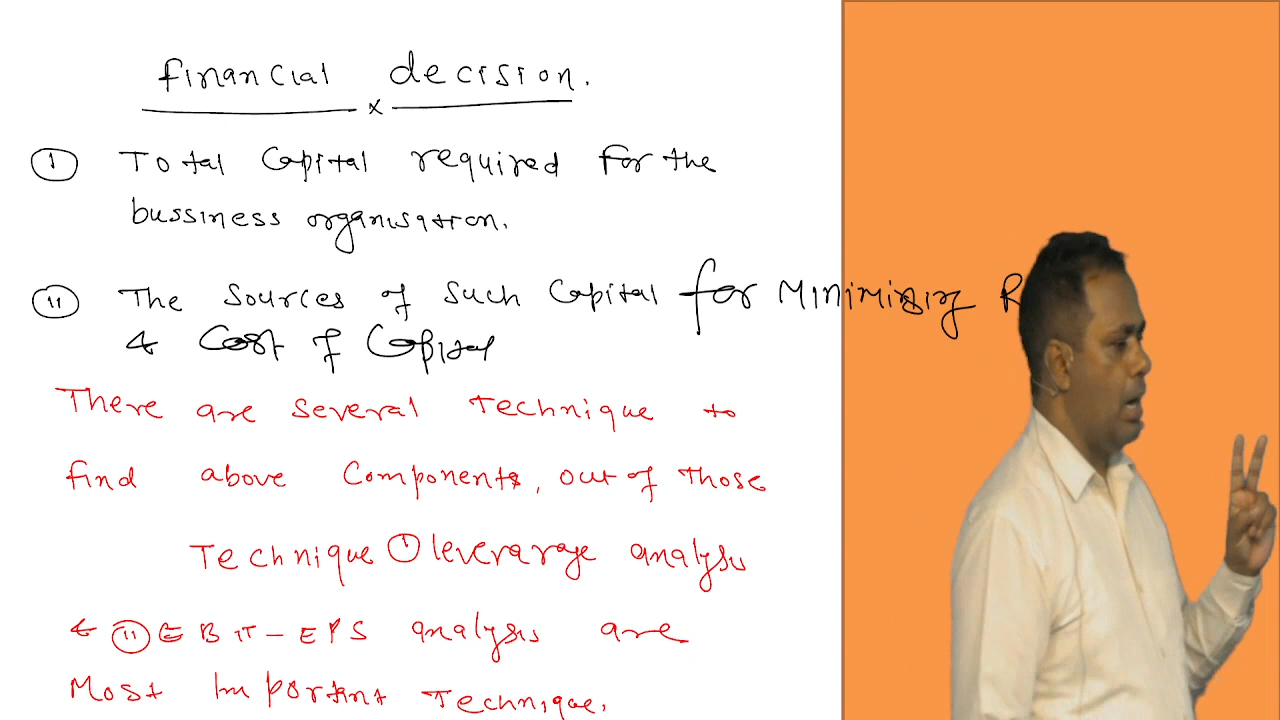 financial decision.
x
(i) Total Capital required for the
bussiness organisation.
(ii) The Sources of Such Capital for Minimizing R
& Cost of Capital
There are several Technique to
find above Components, out of Those
Technique (i) leverarge analysis
& (ii) EBIT-EPS analysis are
Most Important Technique.